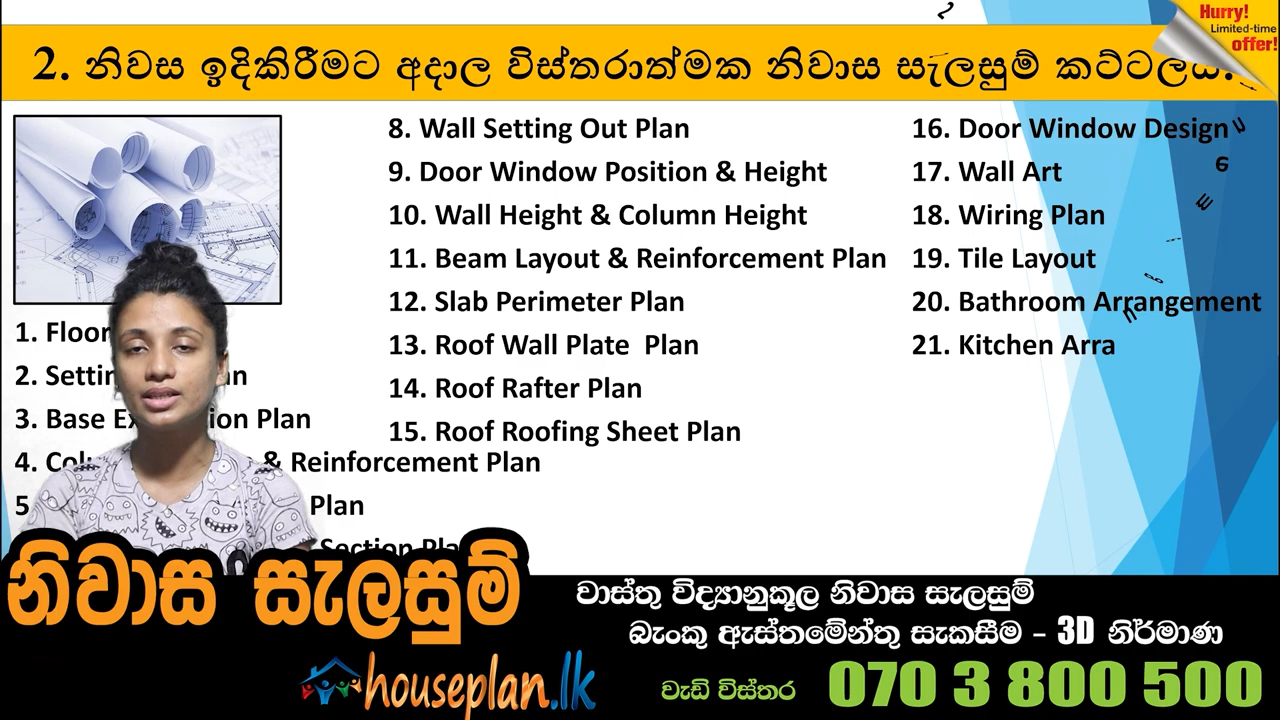 Hurry!
Limited-time
offer!
2. නිවස ඉදිකිරීමට අදාල විස්තරාත්මක නිවාස සැලසුම් කට්ටලය.
1. Floor
2. Settin
3. Base Ex ion Plan
4. Col & Reinforcement Plan
5 Plan
Section Pla
8. Wall Setting Out Plan
9. Door Window Position & Height
10. Wall Height & Column Height
11. Beam Layout & Reinforcement Plan
12. Slab Perimeter Plan
13. Roof Wall Plate Plan
14. Roof Rafter Plan
15. Roof Roofing Sheet Plan
16. Door Window Design
17. Wall Art
18. Wiring Plan
19. Tile Layout
20. Bathroom Arrangement
21. Kitchen Arra
නිවාස සැලසුම්
වාස්තු විද්‍යානුකූල නිවාස සැලසුම්
බැංකු ඇස්තමේන්තු සැකසීම – 3D නිර්මාණ
houseplan.lk
වැඩි විස්තර 070 3 800 500